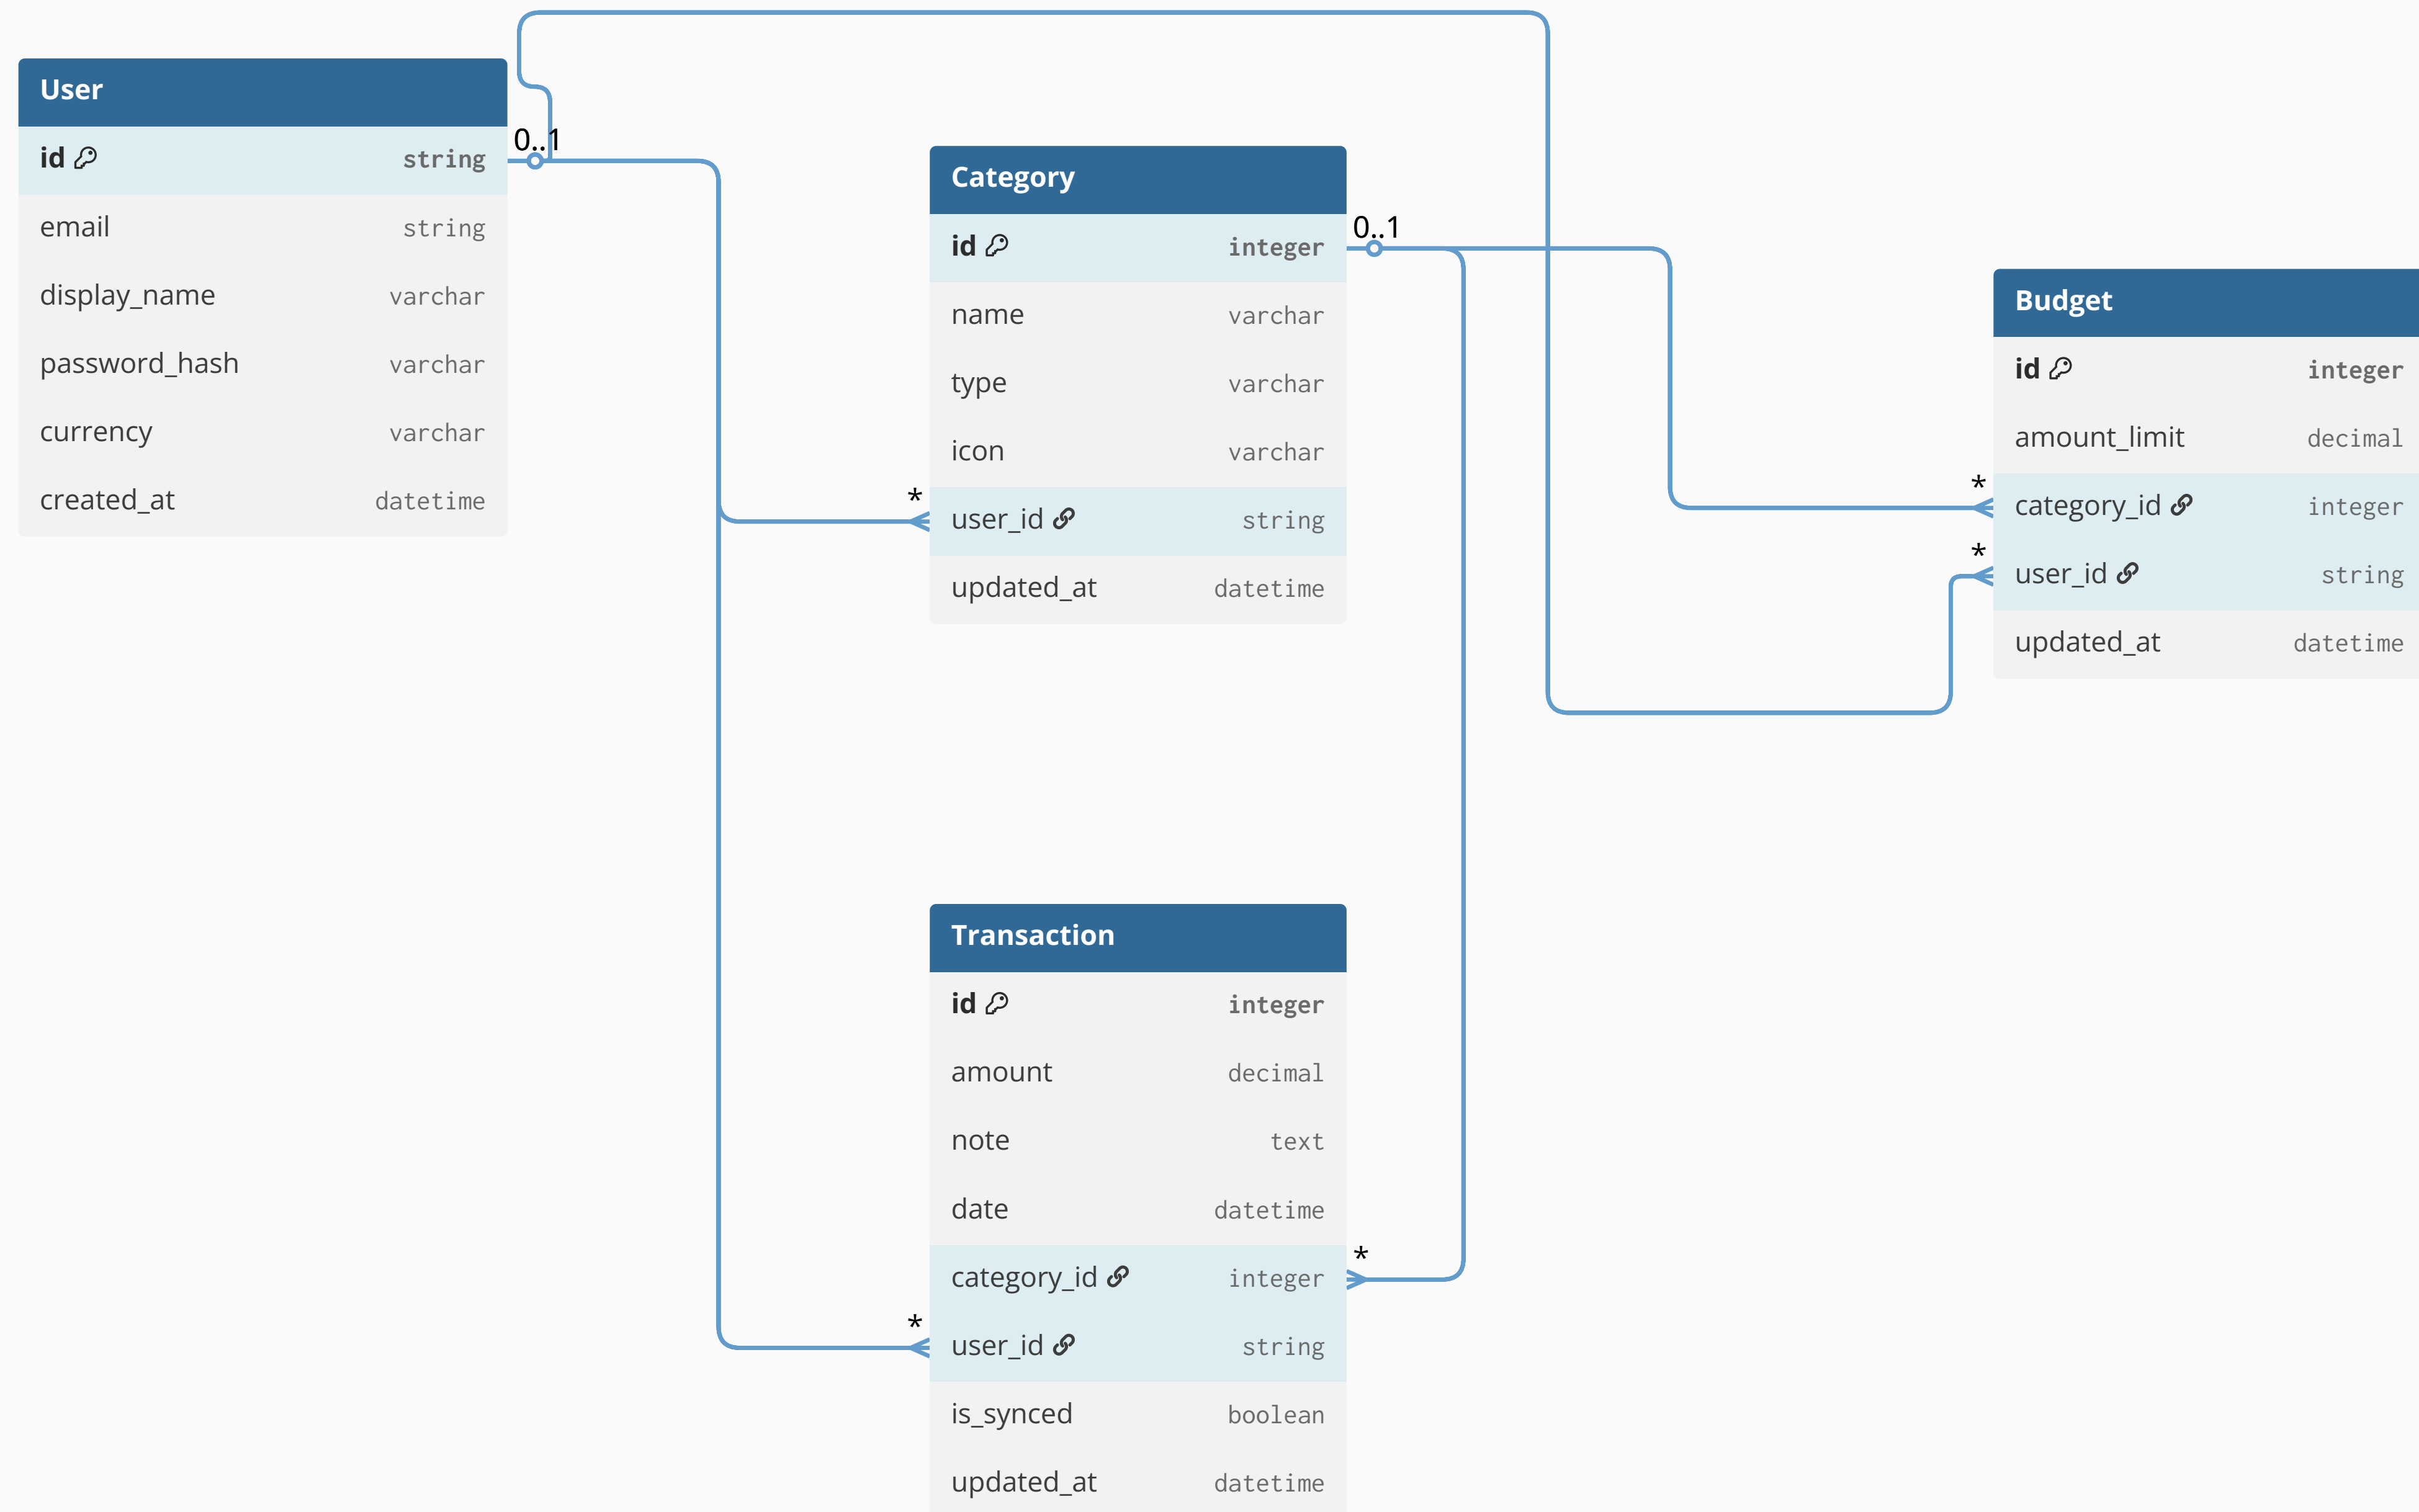 User
id string
email string
display_name varchar
password_hash varchar
currency varchar
created_at datetime
0..1
Category
id integer
name varchar
type varchar
icon varchar
* user_id string
updated_at datetime
0..1
Budget
id integer
amount_limit decimal
* category_id integer
* user_id string
updated_at datetime
Transaction
id integer
amount decimal
note text
date datetime
category_id integer *
* user_id string
is_synced boolean
updated_at datetime